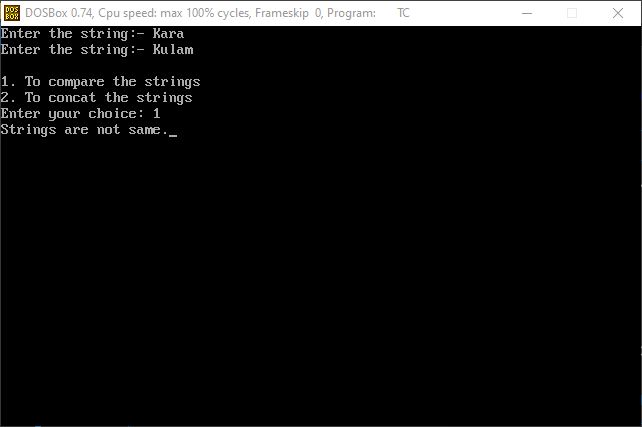 DOS BOX DOSBox 0.74, Cpu speed: max 100% cycles, Frameskip 0, Program: TC
Enter the string:- Kara
Enter the string:- Kulam
1. To compare the strings
2. To concat the strings
Enter your choice: 1
Strings are not same._